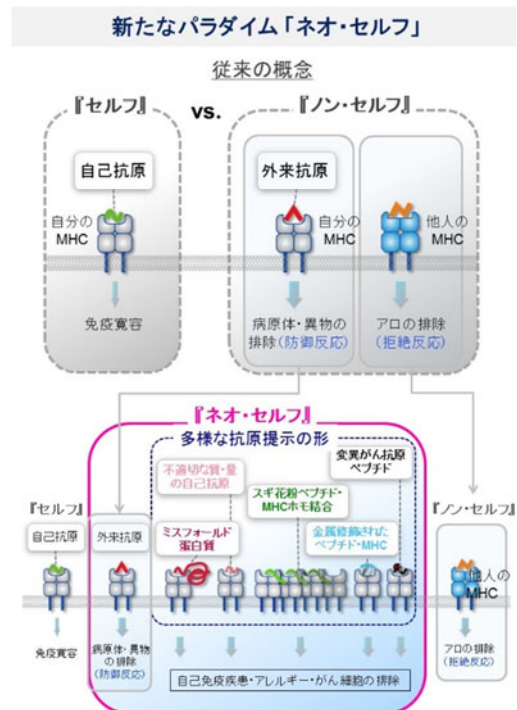 新たなパラダイム「ネオ・セルフ」
従来の概念
『セルフ』
vs.
『ノン・セルフ』
自己抗原
外来抗原
自分の
MHC
自分の
MHC
他人の
MHC
免疫寛容
病原体・異物の
排除(防御反応)
アロの排除
(拒絶反応)
『ネオ・セルフ』
多様な抗原提示の形
変異がん抗原
ペプチド
不適切な質・量
の自己抗原
スギ花粉ペプチド・
MHCホモ結合
『セルフ』
自己抗原
外来抗原
ミスフォールド
蛋白質
金属修飾された
ペプチド・MHC
『ノン・セルフ』
他人の
MHC
免疫寛容
病原体・異物
の排除
(防御反応)
自己免疫疾患・アレルギー・がん細胞の排除
アロの排除
(拒絶反応)